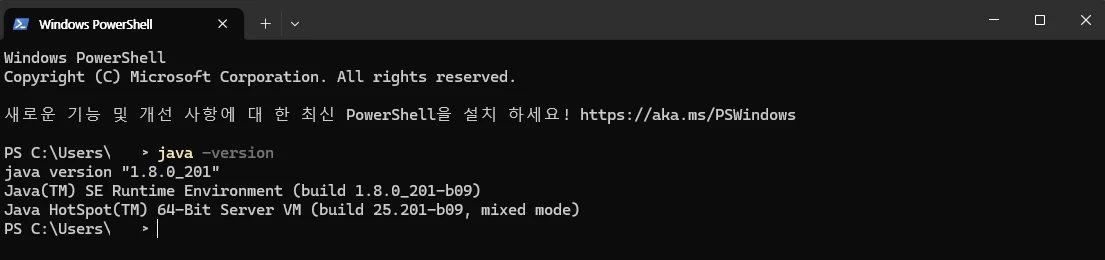 Windows PowerShell
Windows PowerShell
Copyright (C) Microsoft Corporation. All rights reserved.
새로운 기능 및 개선 사항에 대 한 최신 PowerShell을 설치 하세요! https://aka.ms/PSWindows
PS C:\Users\ > java -version
java version "1.8.0_201"
Java(TM) SE Runtime Environment (build 1.8.0_201-b09)
Java HotSpot(TM) 64-Bit Server VM (build 25.201-b09, mixed mode)
PS C:\Users\ >